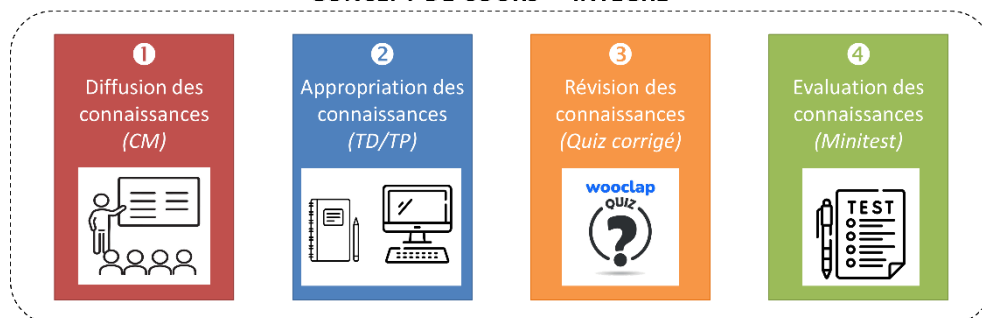 ❶
Diffusion des
connaissances
(CM)
❷
Appropriation des
connaissances
(TD/TP)
❸
Révision des
connaissances
(Quiz corrigé)
wooclap
QUIZ
?
❹
Evaluation des
connaissances
(Minitest)
TEST